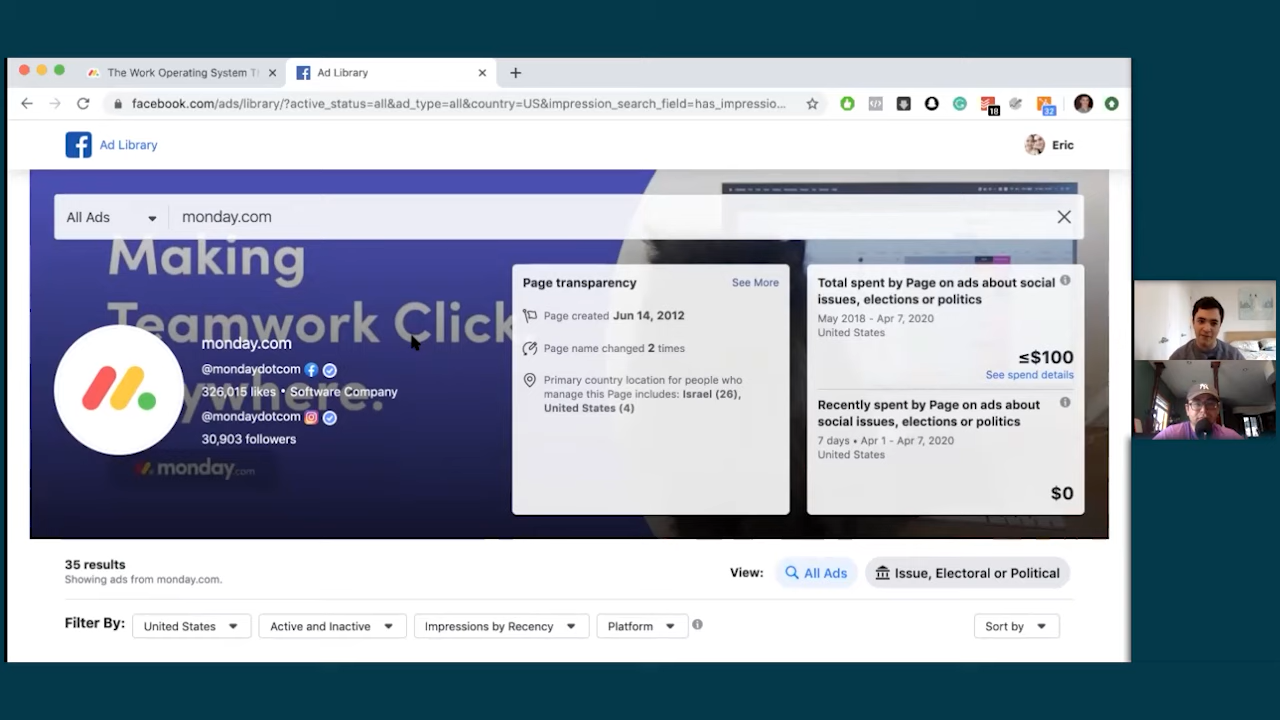 The Work Operating System T
Ad Library
facebook.com/ads/library/?active_status=all&ad_type=all&country=US&impression_search_field=has_impressio...
18
32
Ad Library
Eric
All Ads
monday.com
Making
Teamwork Click
Anywhere.
monday.com
monday.com
@mondaydotcom
326,015 likes • Software Company
@mondaydotcom
30,903 followers
Page transparency
See More
Page created Jun 14, 2012
Page name changed 2 times
Primary country location for people who
manage this Page includes: Israel (26),
United States (4)
Total spent by Page on ads about social
issues, elections or politics
May 2018 - Apr 7, 2020
United States
≤$100
See spend details
Recently spent by Page on ads about
social issues, elections or politics
7 days • Apr 1 - Apr 7, 2020
United States
$0
35 results
Showing ads from monday.com.
View:
All Ads
Issue, Electoral or Political
Filter By:
United States
Active and Inactive
Impressions by Recency
Platform
Sort by